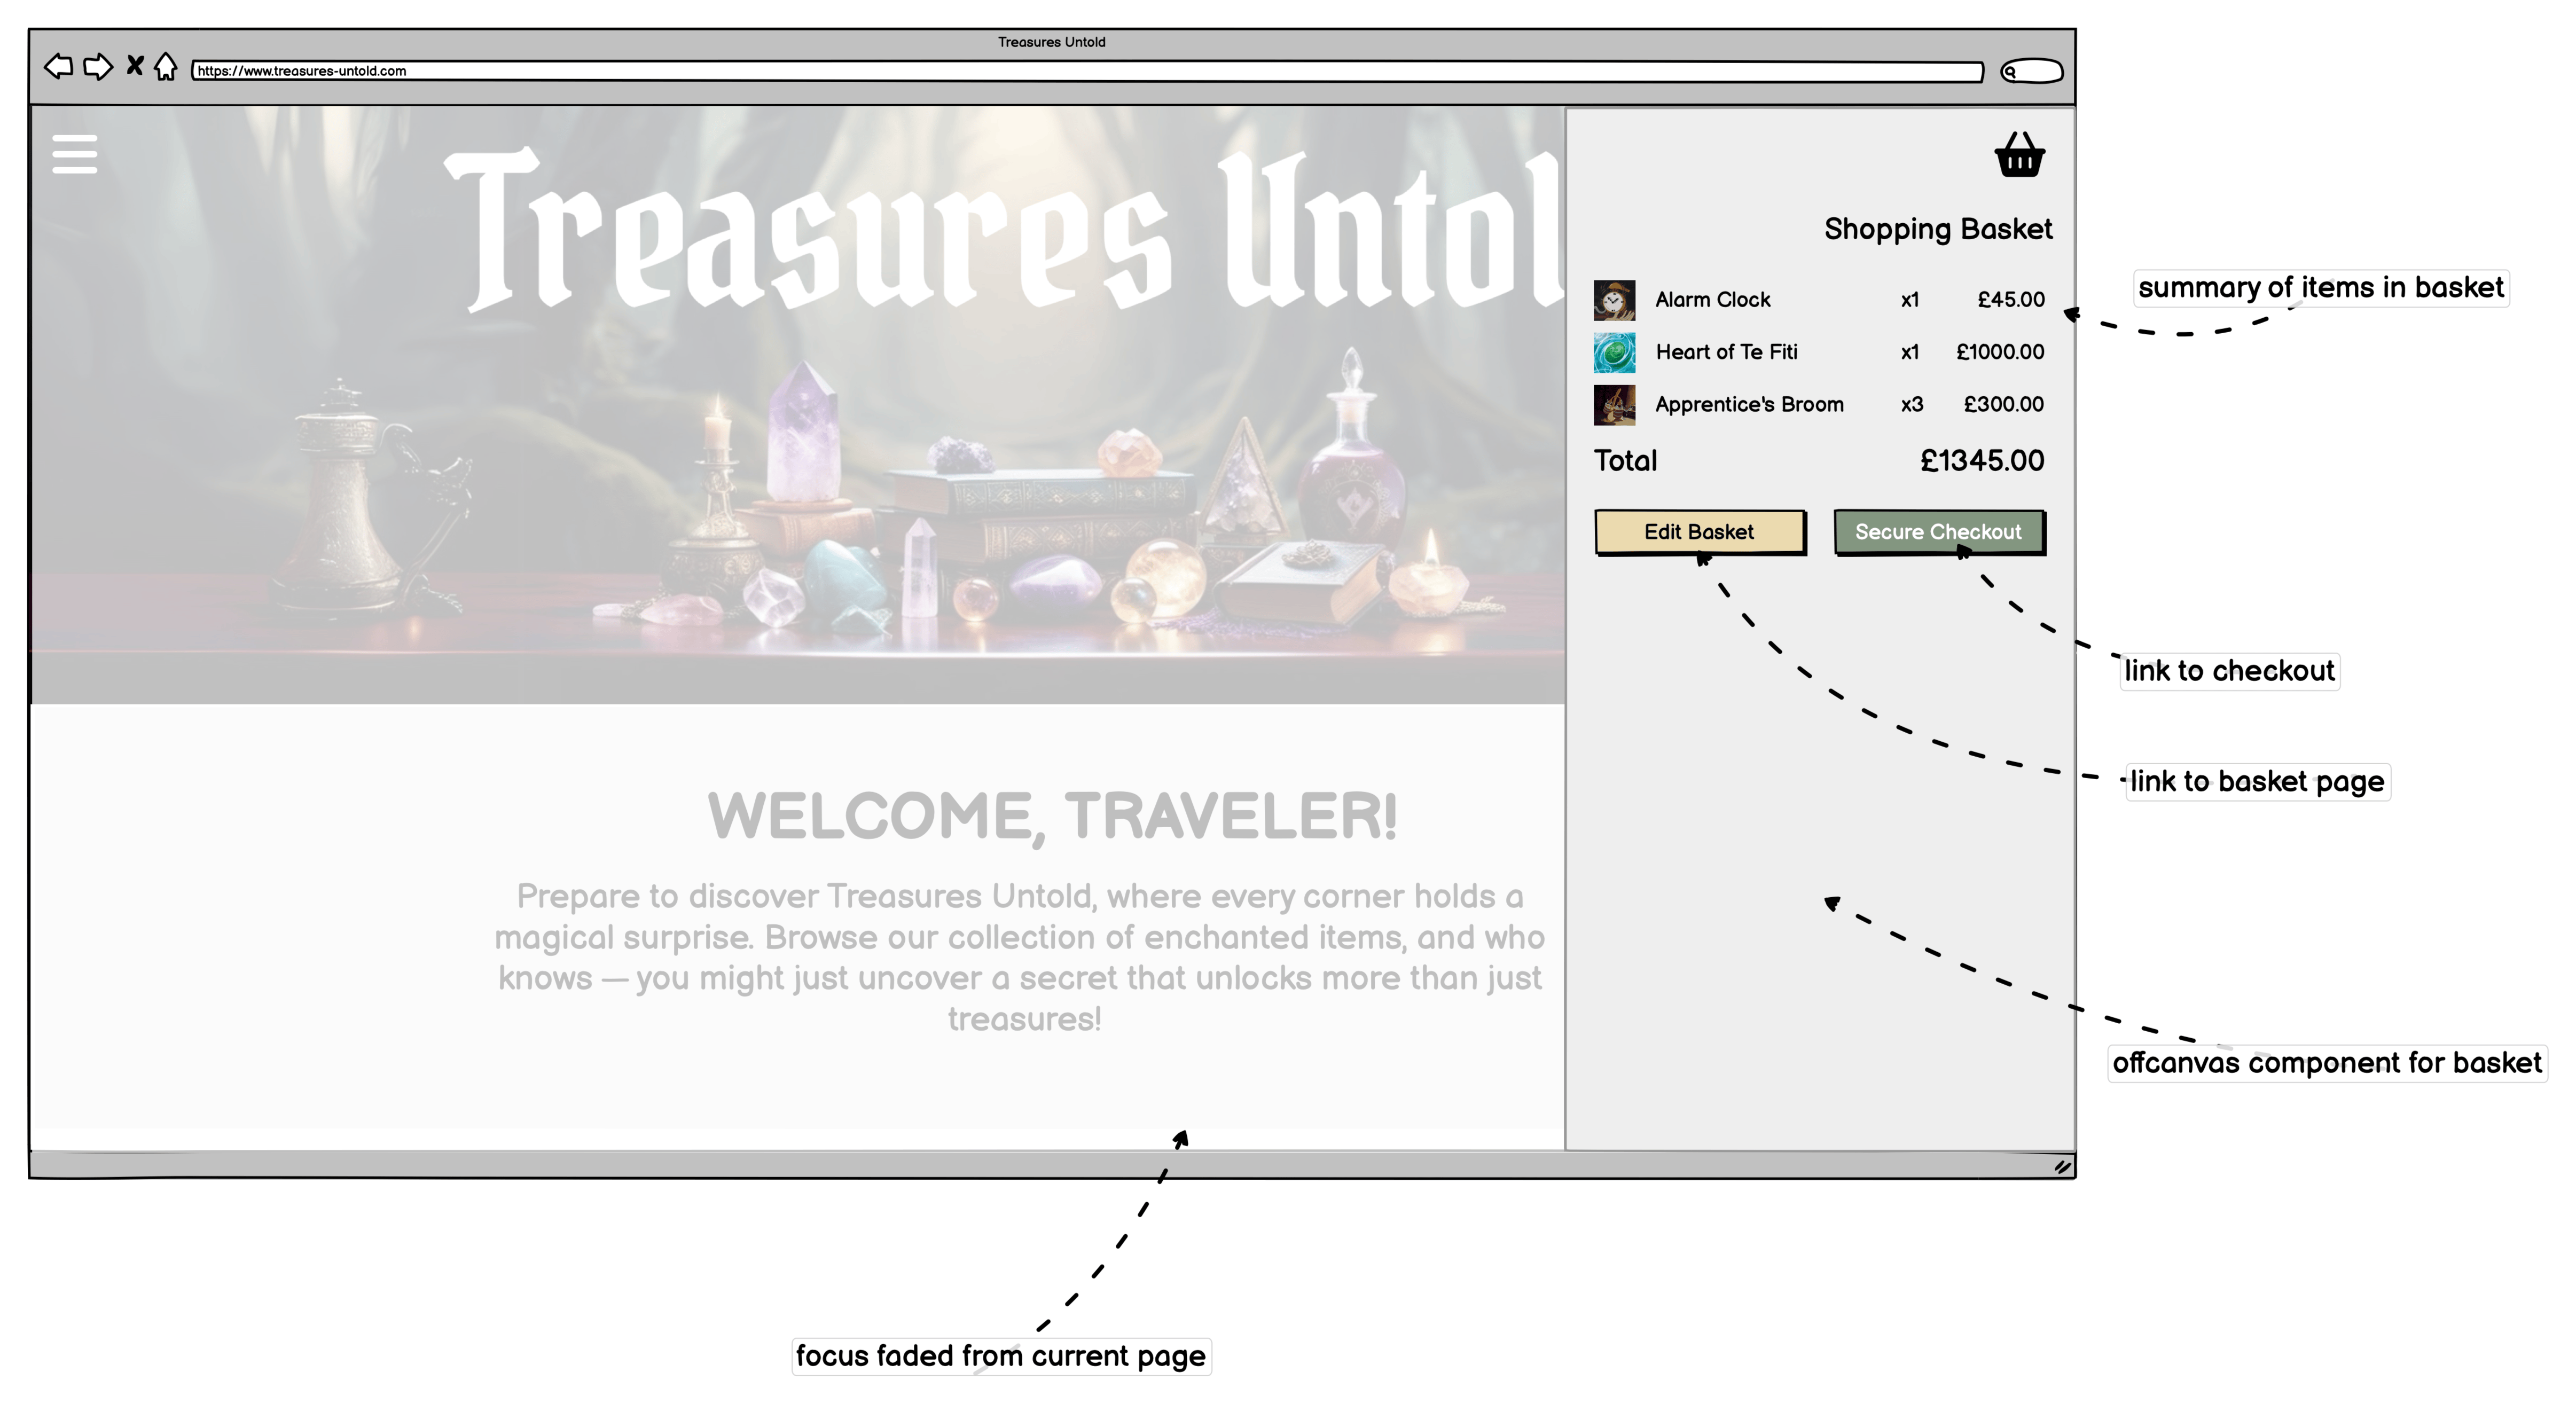 Treasures Untold
https://www.treasures-untold.com
Treasures Untol
Shopping Basket
Alarm Clock x1 £45.00
Heart of Te Fiti x1 £1000.00
Apprentice's Broom x3 £300.00
Total £1345.00
Edit Basket Secure Checkout
summary of items in basket
link to checkout
link to basket page
offcanvas component for basket
WELCOME, TRAVELER!
Prepare to discover Treasures Untold, where every corner holds a
magical surprise. Browse our collection of enchanted items, and who
knows — you might just uncover a secret that unlocks more than just
treasures!
focus faded from current page